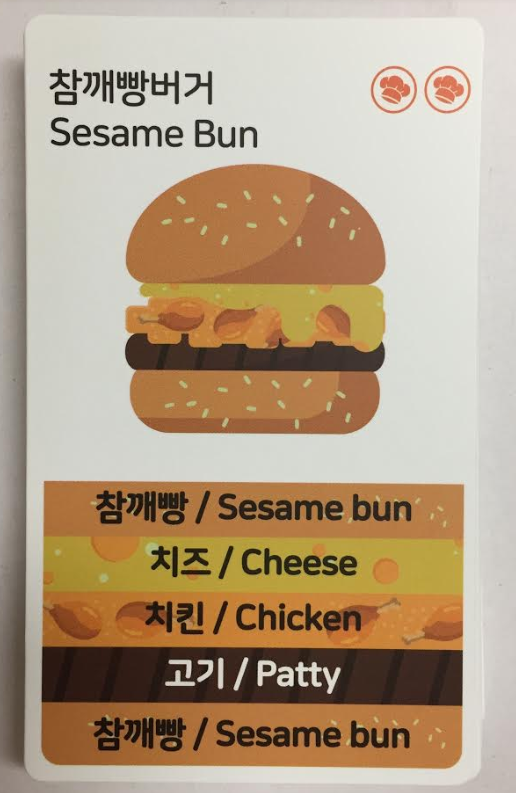 참깨빵버거
Sesame Bun
참깨빵 / Sesame bun
치즈 / Cheese
치킨 / Chicken
고기 / Patty
참깨빵 / Sesame bun